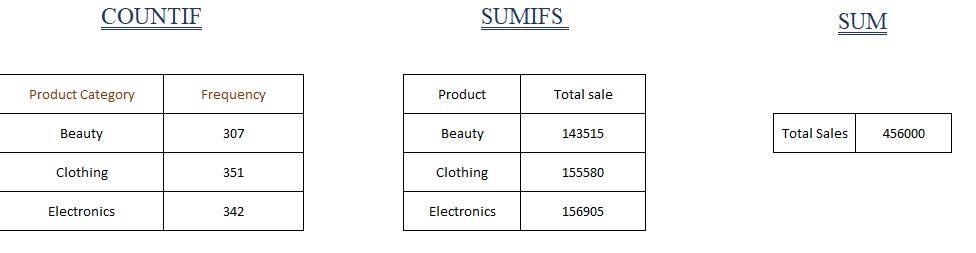 COUNTIF
SUMIFS
SUM
Product Category Frequency
Beauty 307
Clothing 351
Electronics 342
Product Total sale
Beauty 143515
Clothing 155580
Electronics 156905
Total Sales 456000